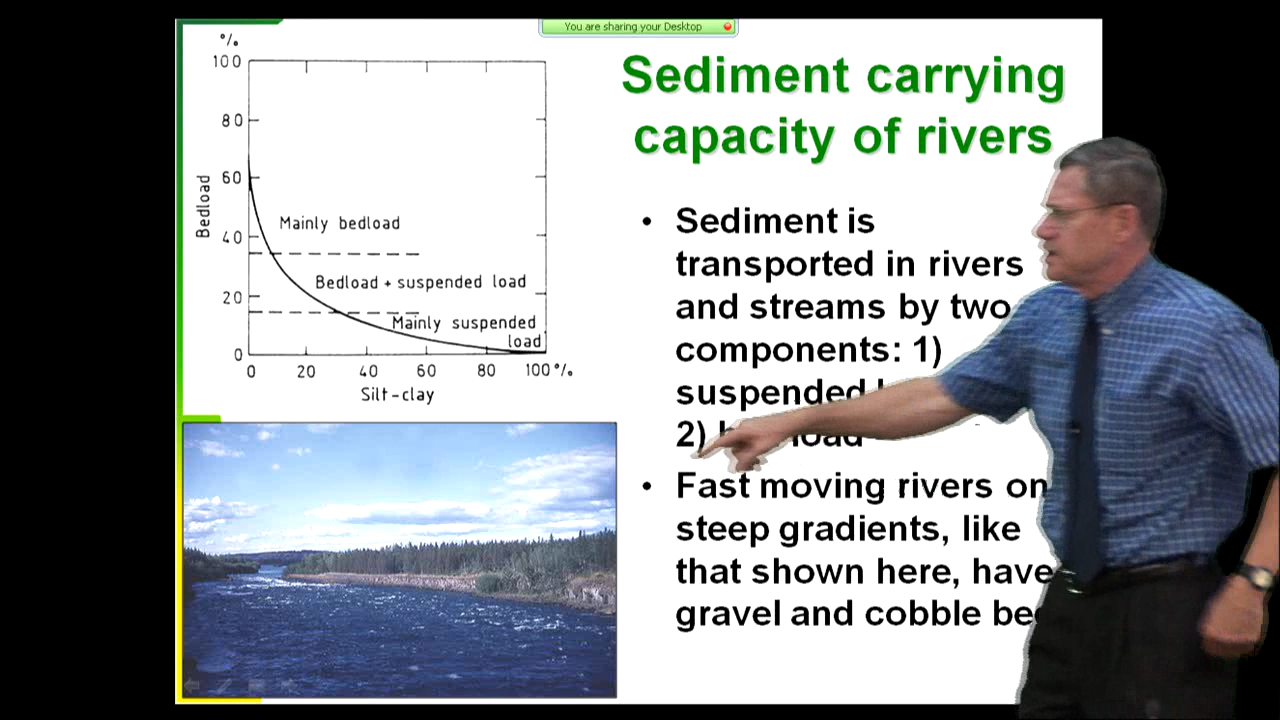 You are sharing your Desktop
Sediment carrying
capacity of rivers
%
100
80
60
40
20
0
Bedload
Mainly bedload
Bedload + suspended load
Mainly suspended
load
0 20 40 60 80 100 %
Silt-clay
• Sediment is
transported in rivers
and streams by two
components: 1)
suspended
2)
• Fast moving rivers on
steep gradients, like
that shown here, have
gravel and cobble